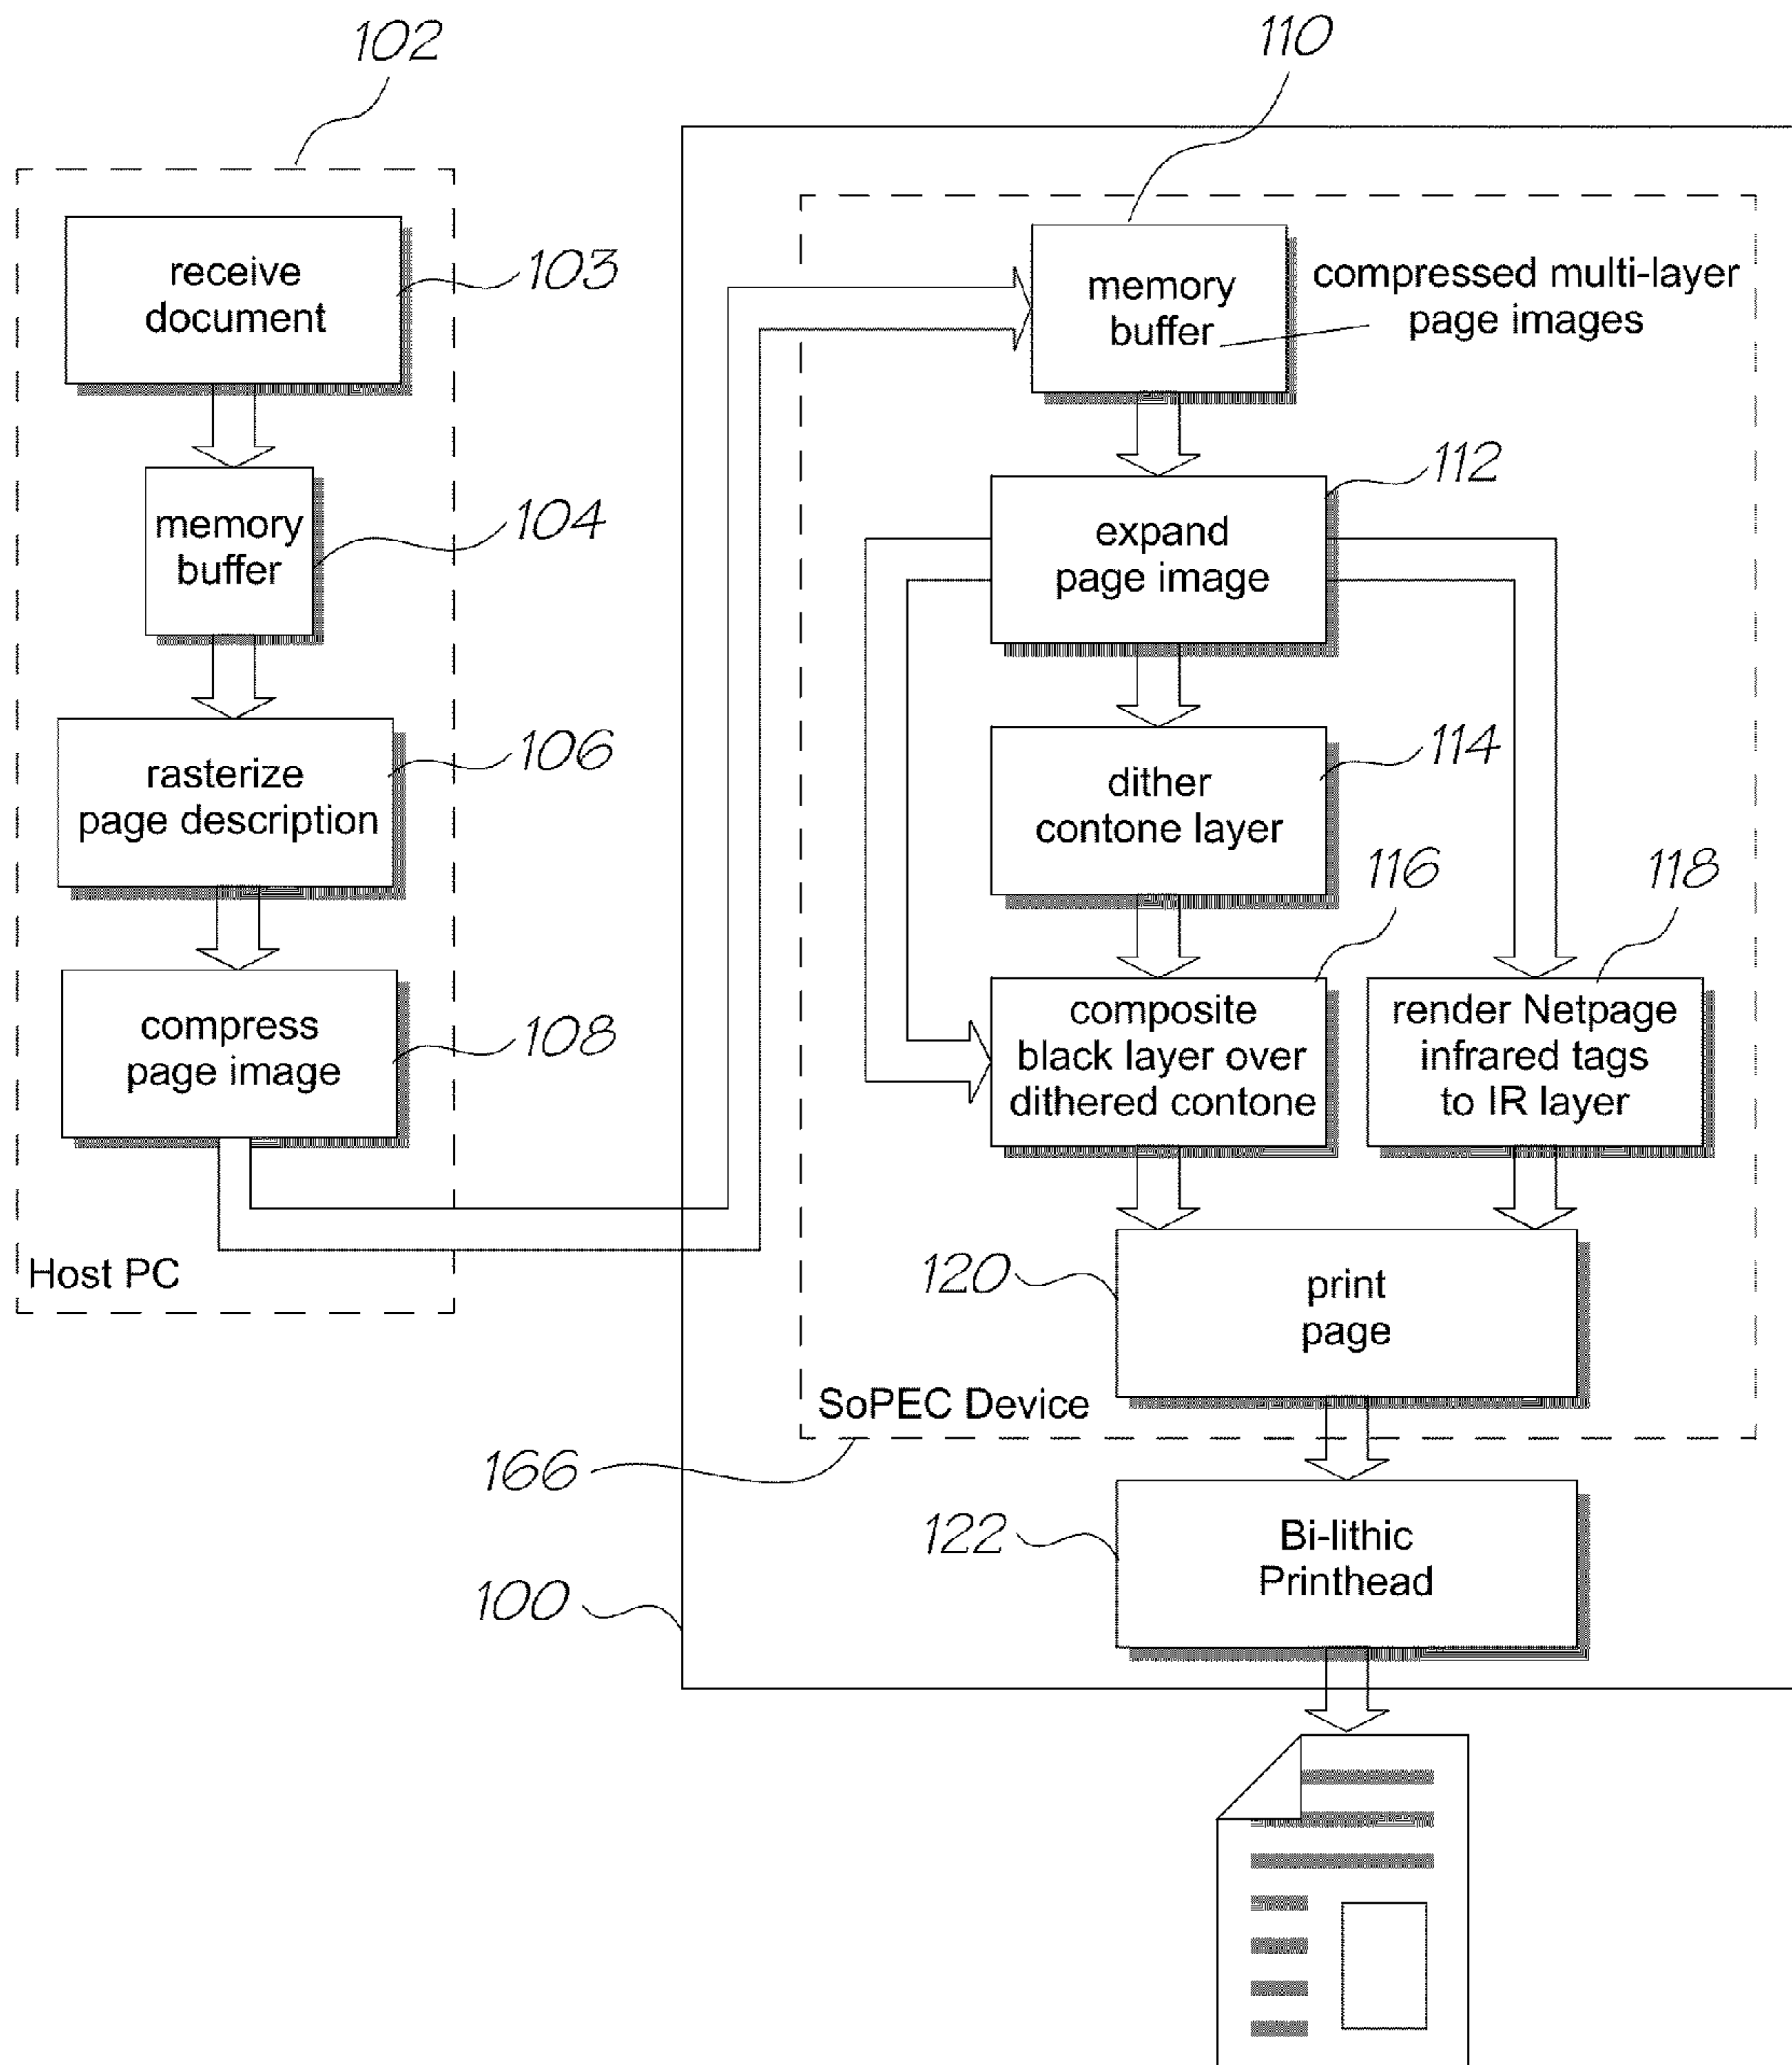 102
110
receive
document
103
memory
buffer
compressed multi-layer
page images
memory
buffer
104
expand
page image
112
rasterize
page description
106
dither
contone layer
114
116
118
compress
page image
108
composite
black layer over
dithered contone
render Netpage
infrared tags
to IR layer
Host PC
120
print
page
SoPEC Device
166
122
Bi-lithic
Printhead
100